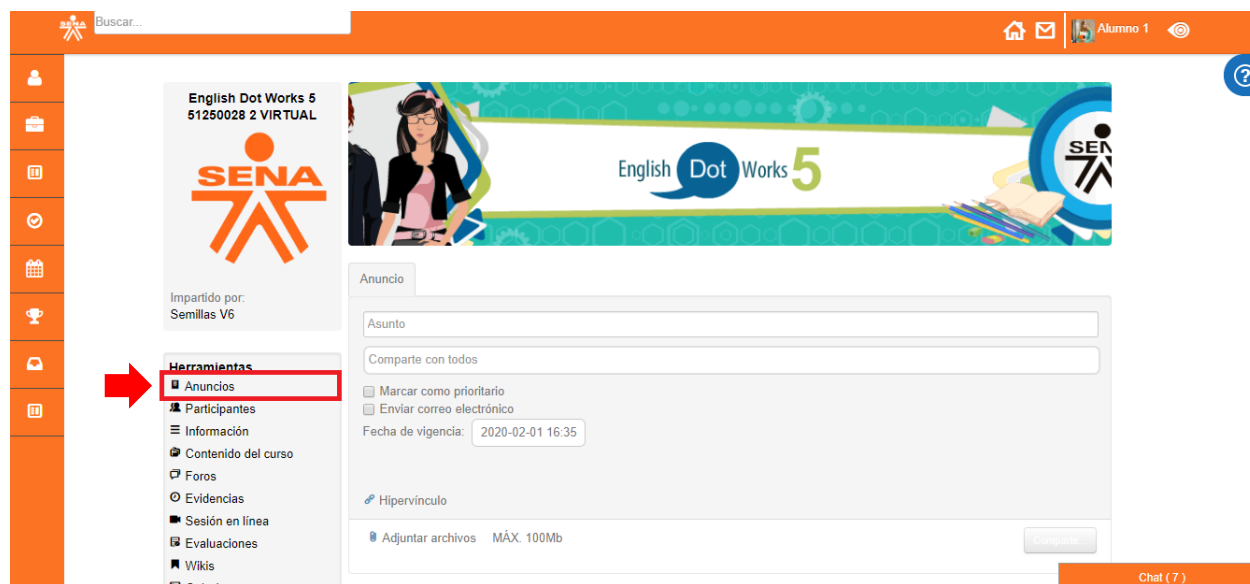 SENA
Buscar...
Alumno 1
English Dot Works 5
51250028 2 VIRTUAL
SENA
Impartido por:
Semillas V6
English Dot Works 5
SEN
Anuncio
Asunto
Comparte con todos
Marcar como prioritario
Enviar correo electrónico
Fecha de vigencia: 2020-02-01 16:35
Hipervínculo
Adjuntar archivos MÁX. 100Mb
Herramientas
Anuncios
Participantes
Información
Contenido del curso
Foros
Evidencias
Sesión en línea
Evaluaciones
Wikis
Chat ( 7 )